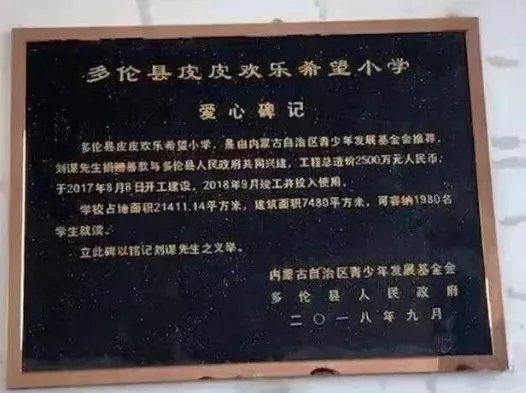 多伦县皮皮欢乐希望小学
爱心碑记
多伦县皮皮欢乐希望小学，是由内蒙古自治区青少年发展基金会推荐，
刘谋先生捐赠善款与多伦县人民政府共同兴建，工程总造价2500万元人民币，
于2017年8月8日开工建设，2018年9月竣工并投入使用。
学校占地面积21411.14平方米，建筑面积7480平方米，可容纳1980名
学生就读。
立此碑以铭记刘谋先生之义举。
内蒙古自治区青少年发展基金会
多伦县人民政府
二〇一八年九月